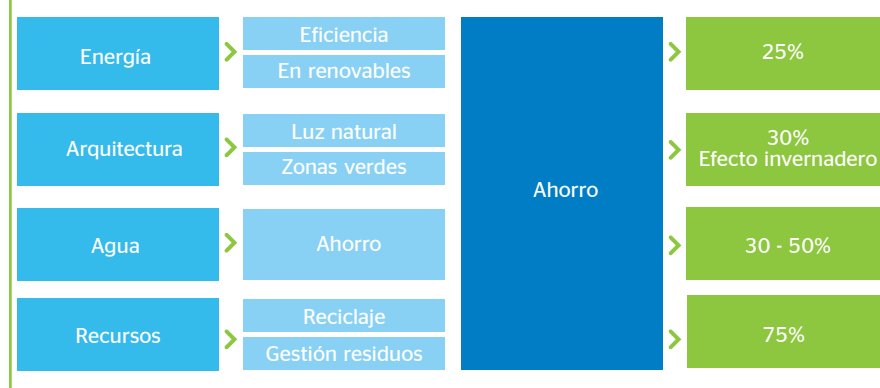 Energía
Eficiencia
En renovables
25%
Arquitectura
Luz natural
Zonas verdes
Ahorro
30%
Efecto invernadero
Agua
Ahorro
30 - 50%
Recursos
Reciclaje
Gestión residuos
75%